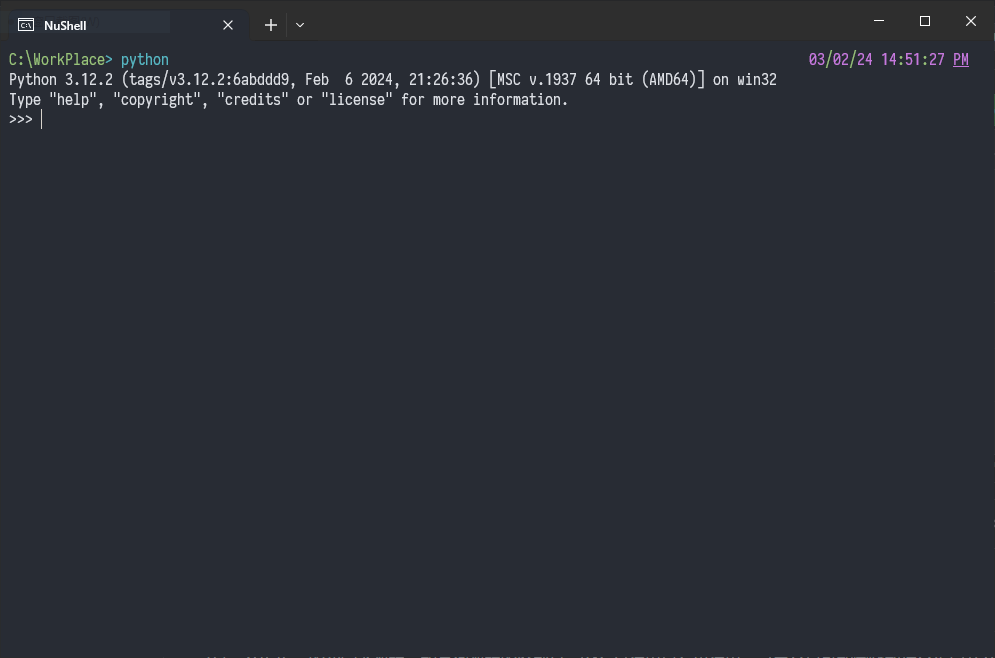 NuShell
C:\WorkPlace> python 03/02/24 14:51:27 PM
Python 3.12.2 (tags/v3.12.2:6abddd9, Feb  6 2024, 21:26:36) [MSC v.1937 64 bit (AMD64)] on win32
Type "help", "copyright", "credits" or "license" for more information.
>>>